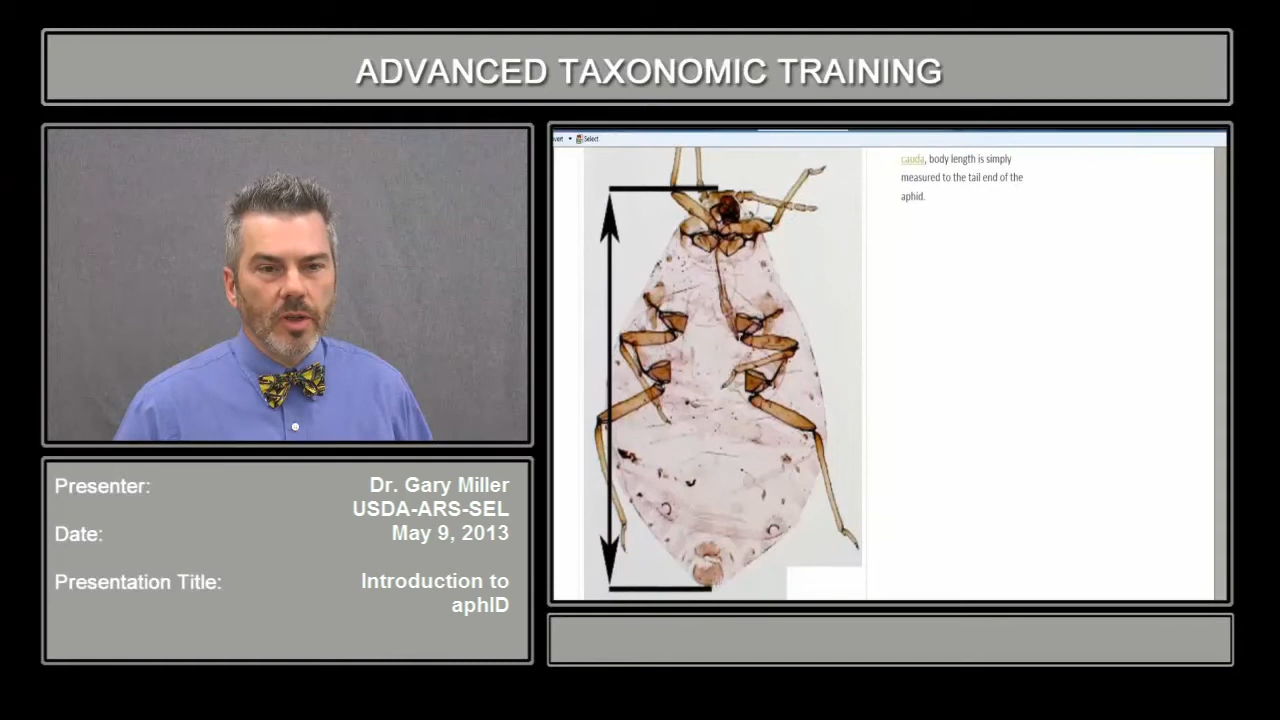 ADVANCED TAXONOMIC TRAINING
Select
cauda, body length is simply
measured to the tail end of the
aphid.
Presenter: Dr. Gary Miller
USDA-ARS-SEL
Date: May 9, 2013
Presentation Title: Introduction to
aphID